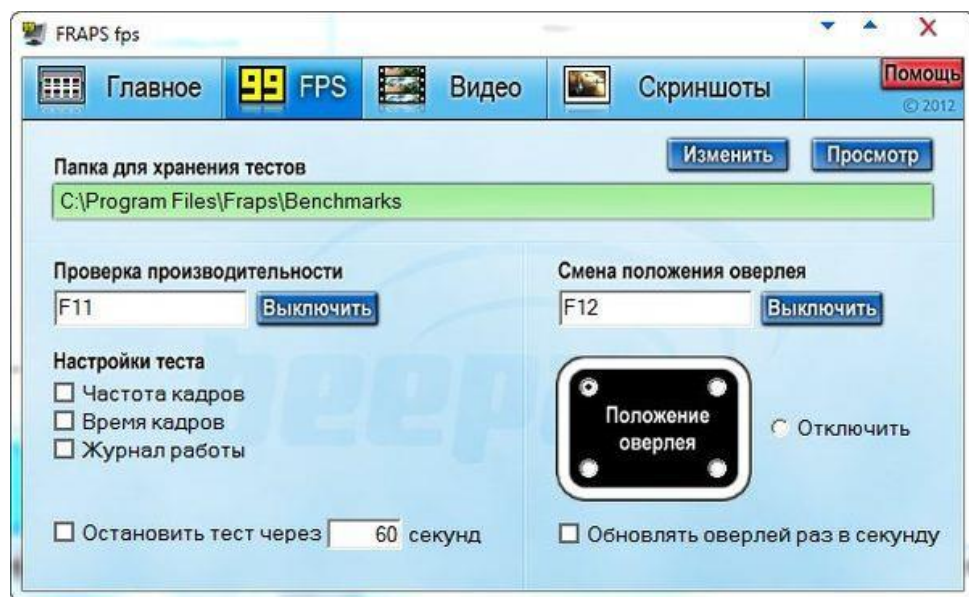 FRAPS fps
Главное
99 FPS
Видео
Скриншоты
Помощь
© 2012
Папка для хранения тестов
Изменить
Просмотр
C:\Program Files\Fraps\Benchmarks
Проверка производительности
F11
Выключить
Настройки теста
Частота кадров
Время кадров
Журнал работы
Остановить тест через 60 секунд
Смена положения оверлея
F12
Выключить
Положение
оверлея
Отключить
Обновлять оверлей раз в секунду